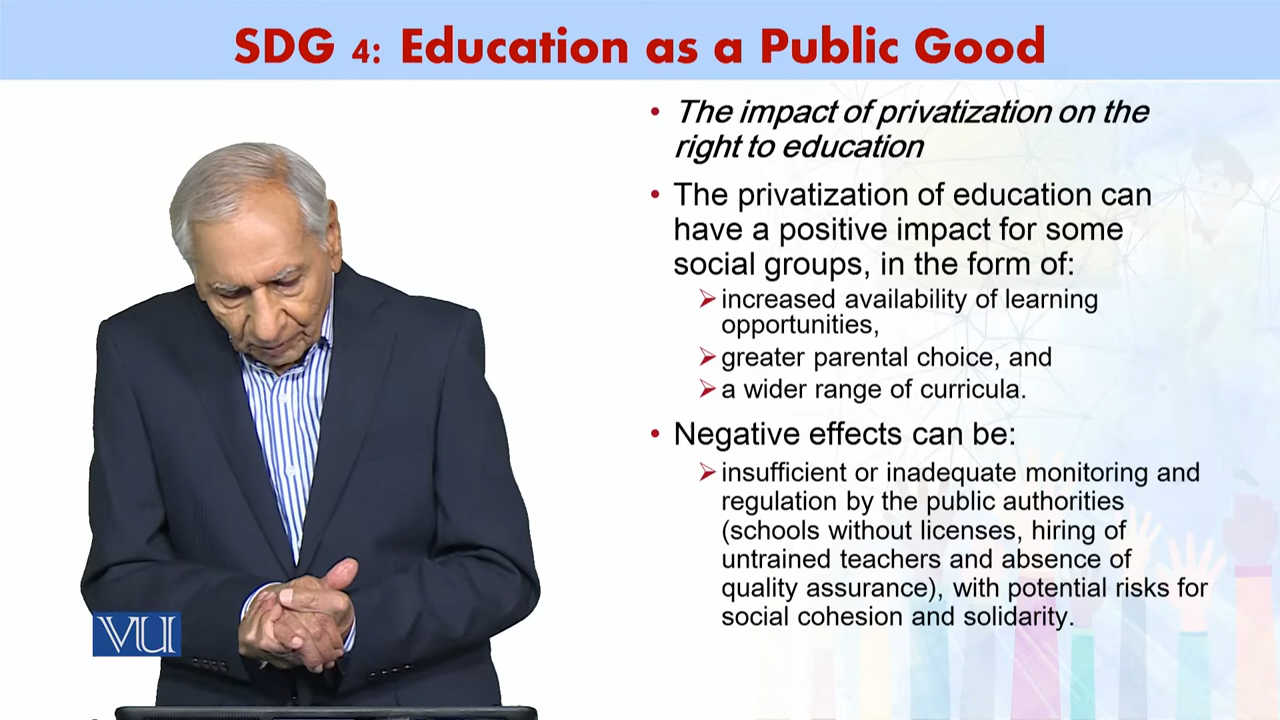 SDG 4: Education as a Public Good
• The impact of privatization on the
right to education
• The privatization of education can
have a positive impact for some
social groups, in the form of:
➢ increased availability of learning
opportunities,
➢ greater parental choice, and
➢ a wider range of curricula.
• Negative effects can be:
➢ insufficient or inadequate monitoring and
regulation by the public authorities
(schools without licenses, hiring of
untrained teachers and absence of
quality assurance), with potential risks for
social cohesion and solidarity.
VU